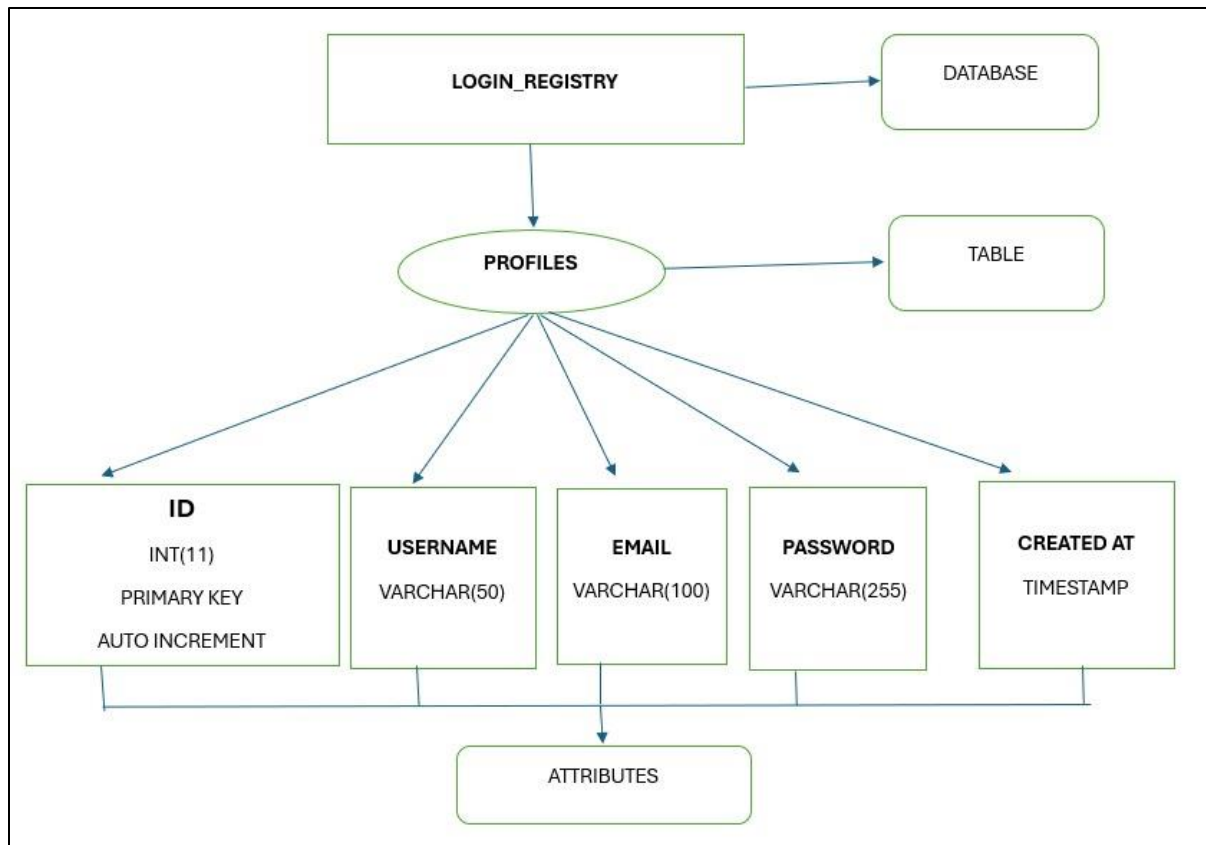 LOGIN_REGISTRY
DATABASE
PROFILES
TABLE
ID
INT(11)
PRIMARY KEY
AUTO INCREMENT
USERNAME
VARCHAR(50)
EMAIL
VARCHAR(100)
PASSWORD
VARCHAR(255)
CREATED AT
TIMESTAMP
ATTRIBUTES